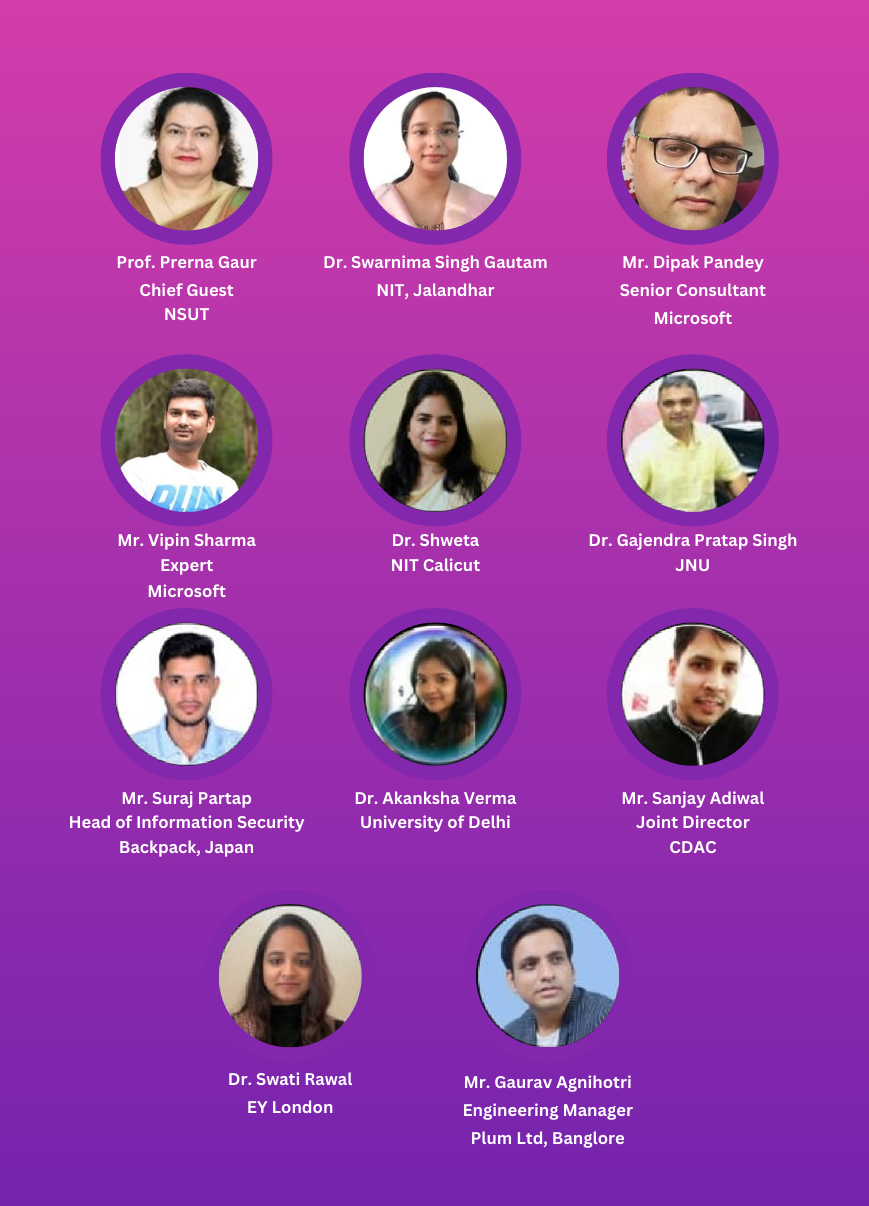 Prof. Prerna Gaur
Chief Guest
NSUT
Dr. Swarnima Singh Gautam
NIT, Jalandhar
Mr. Dipak Pandey
Senior Consultant
Microsoft
Mr. Vipin Sharma
Expert
Microsoft
RUN
Dr. Shweta
NIT Calicut
Dr. Gajendra Pratap Singh
JNU
Mr. Suraj Partap
Head of Information Security
Backpack, Japan
Dr. Akanksha Verma
University of Delhi
Mr. Sanjay Adiwal
Joint Director
CDAC
Dr. Swati Rawal
EY London
Mr. Gaurav Agnihotri
Engineering Manager
Plum Ltd, Banglore